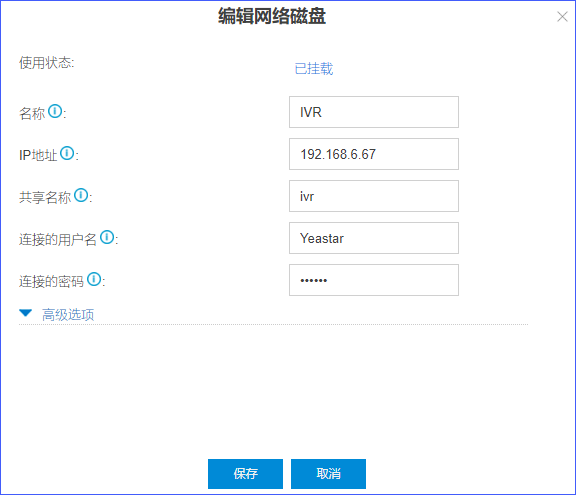 编辑网络磁盘
使用状态: 已挂载
名称: IVR
IP地址: 192.168.6.67
共享名称: ivr
连接的用户名: Yeastar
连接的密码: ••••••
高级选项
保存 取消